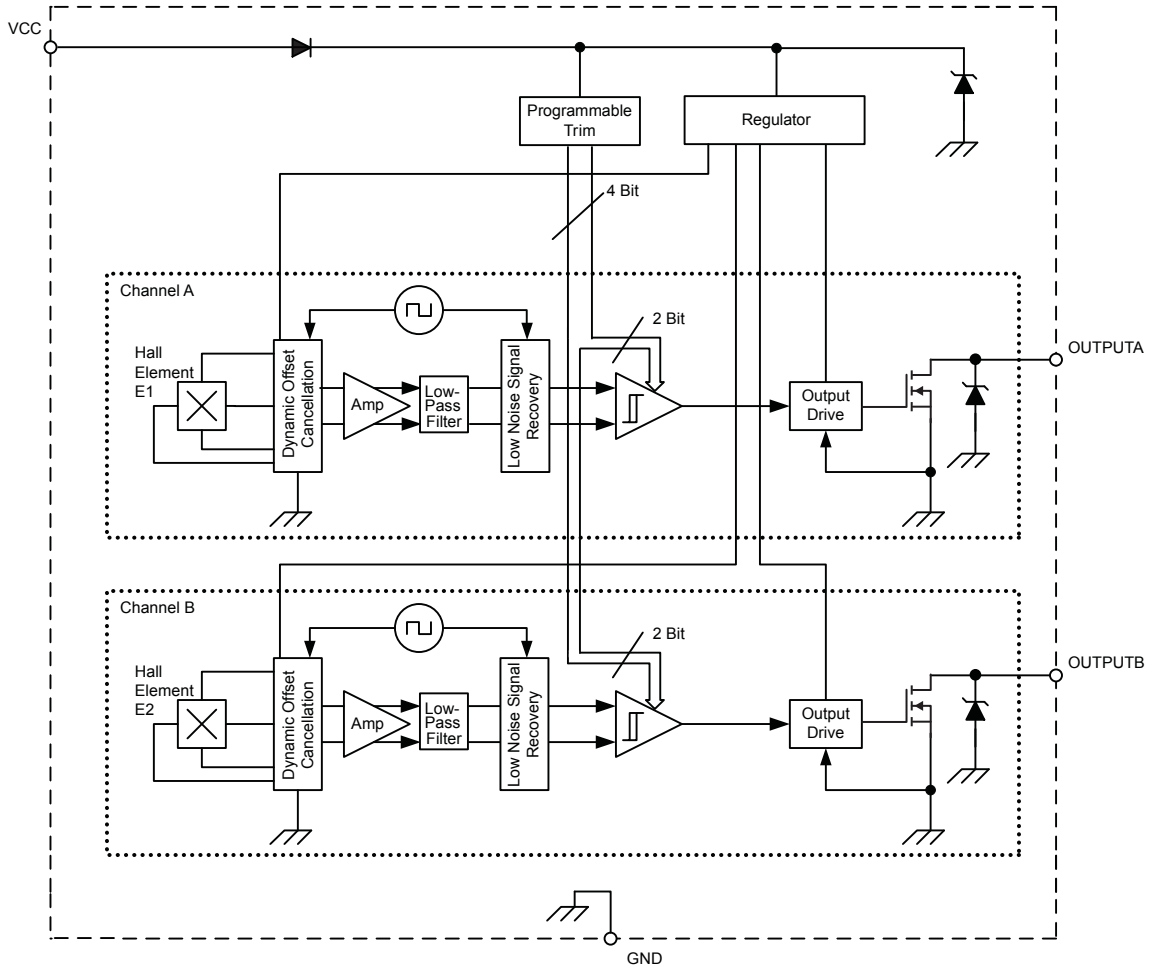 VCC
Programmable
Trim
Regulator
4 Bit
Channel A
2 Bit
OUTPUTA
Hall
Element
E1
Dynamic Offset
Cancellation
Amp
Low-
Pass
Filter
Low Noise Signal
Recovery
Output
Drive
Channel B
2 Bit
OUTPUTB
Hall
Element
E2
Dynamic Offset
Cancellation
Amp
Low-
Pass
Filter
Low Noise Signal
Recovery
Output
Drive
GND